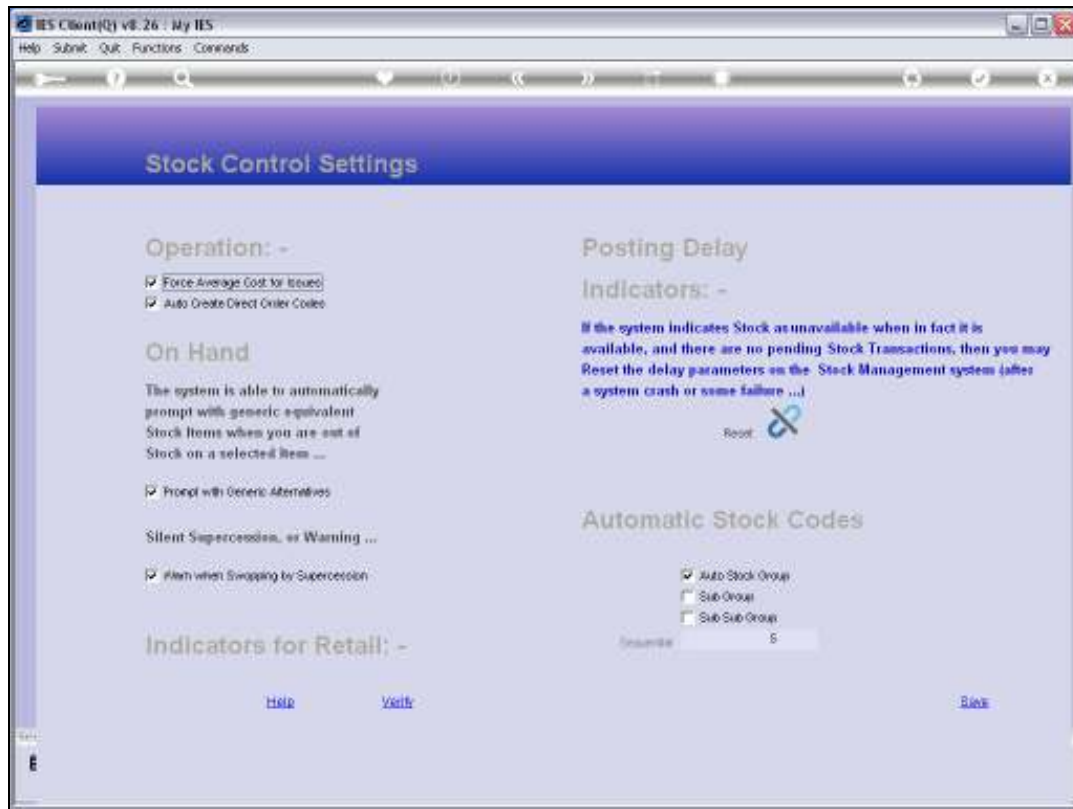 IES Client(Q) v8.26 : My IES
Help Submit Quit Functions Commands
Stock Control Settings
Operation: -
Force Average Cost for Issues
Auto Create Direct Order Codes
On Hand
The system is able to automatically
prompt with generic equivalent
Stock Items when you are out of
Stock on a selected item ...
Prompt with Generic Alternatives
Silent Supercession, or Warning ...
Warn when Swapping by Supercession
Indicators for Retail: -
Help Verify
Posting Delay
Indicators: -
If the system indicates Stock as unavailable when in fact it is
available, and there are no pending Stock Transactions, then you may
Reset the delay parameters on the Stock Management system (after
a system crash or some failure ...)
Reset
Automatic Stock Codes
Auto Stock Group
Sub Group
Sub Sub Group
Sequential 5
Save